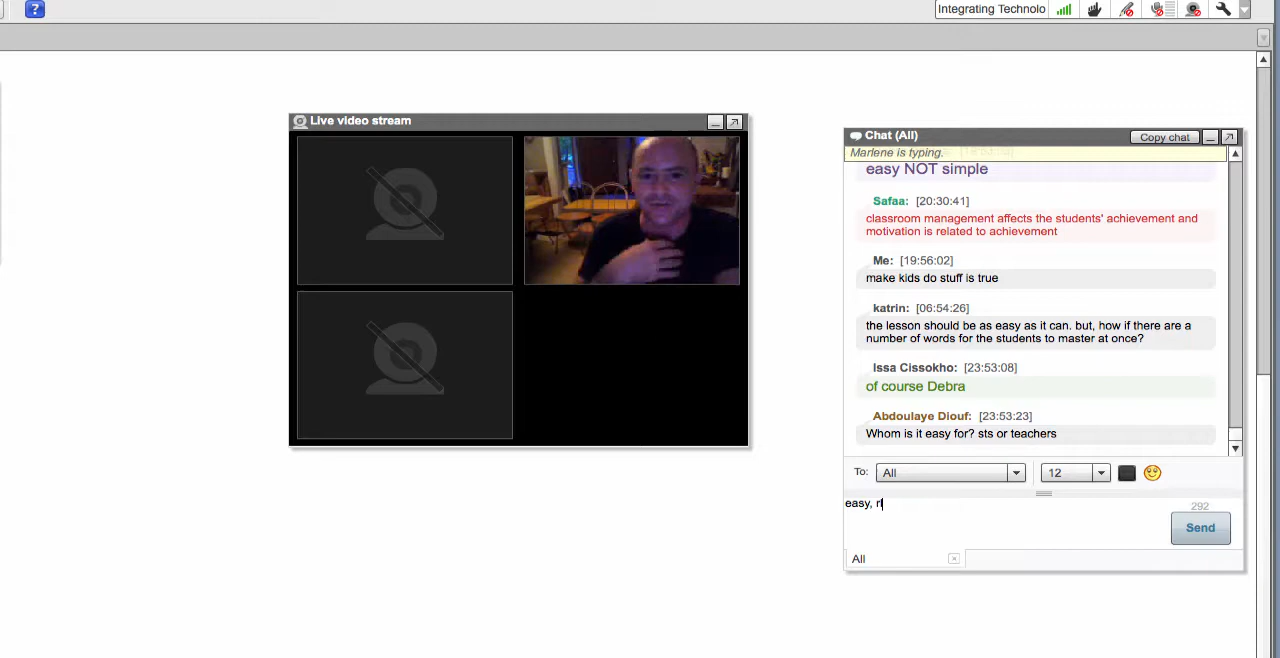 ?
Integrating Technolo
Live video stream
Chat (All)
Copy chat
Marlene is typing.
easy NOT simple
Safaa: [20:30:41]
classroom management affects the students' achievement and
motivation is related to achievement
Me: [19:56:02]
make kids do stuff is true
katrin: [06:54:26]
the lesson should be as easy as it can. but, how if there are a
number of words for the students to master at once?
Issa Cissokho: [23:53:08]
of course Debra
Abdoulaye Diouf: [23:53:23]
Whom is it easy for? sts or teachers
To: All 12
easy, ri
292
Send
All